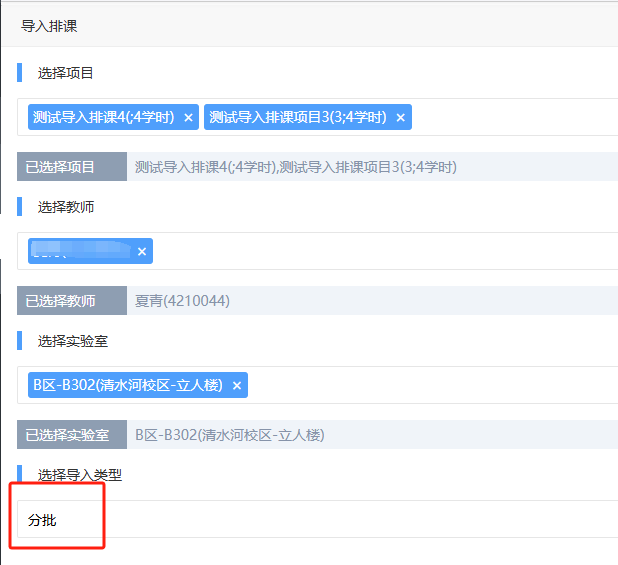 导入排课
选择项目
测试导入排课4(;4学时) × 测试导入排课项目3(3;4学时) ×
已选择项目 测试导入排课4(;4学时),测试导入排课项目3(3;4学时)
选择教师
×
已选择教师 夏青(4210044)
选择实验室
B区-B302(清水河校区-立人楼) ×
已选择实验室 B区-B302(清水河校区-立人楼)
选择导入类型
分批